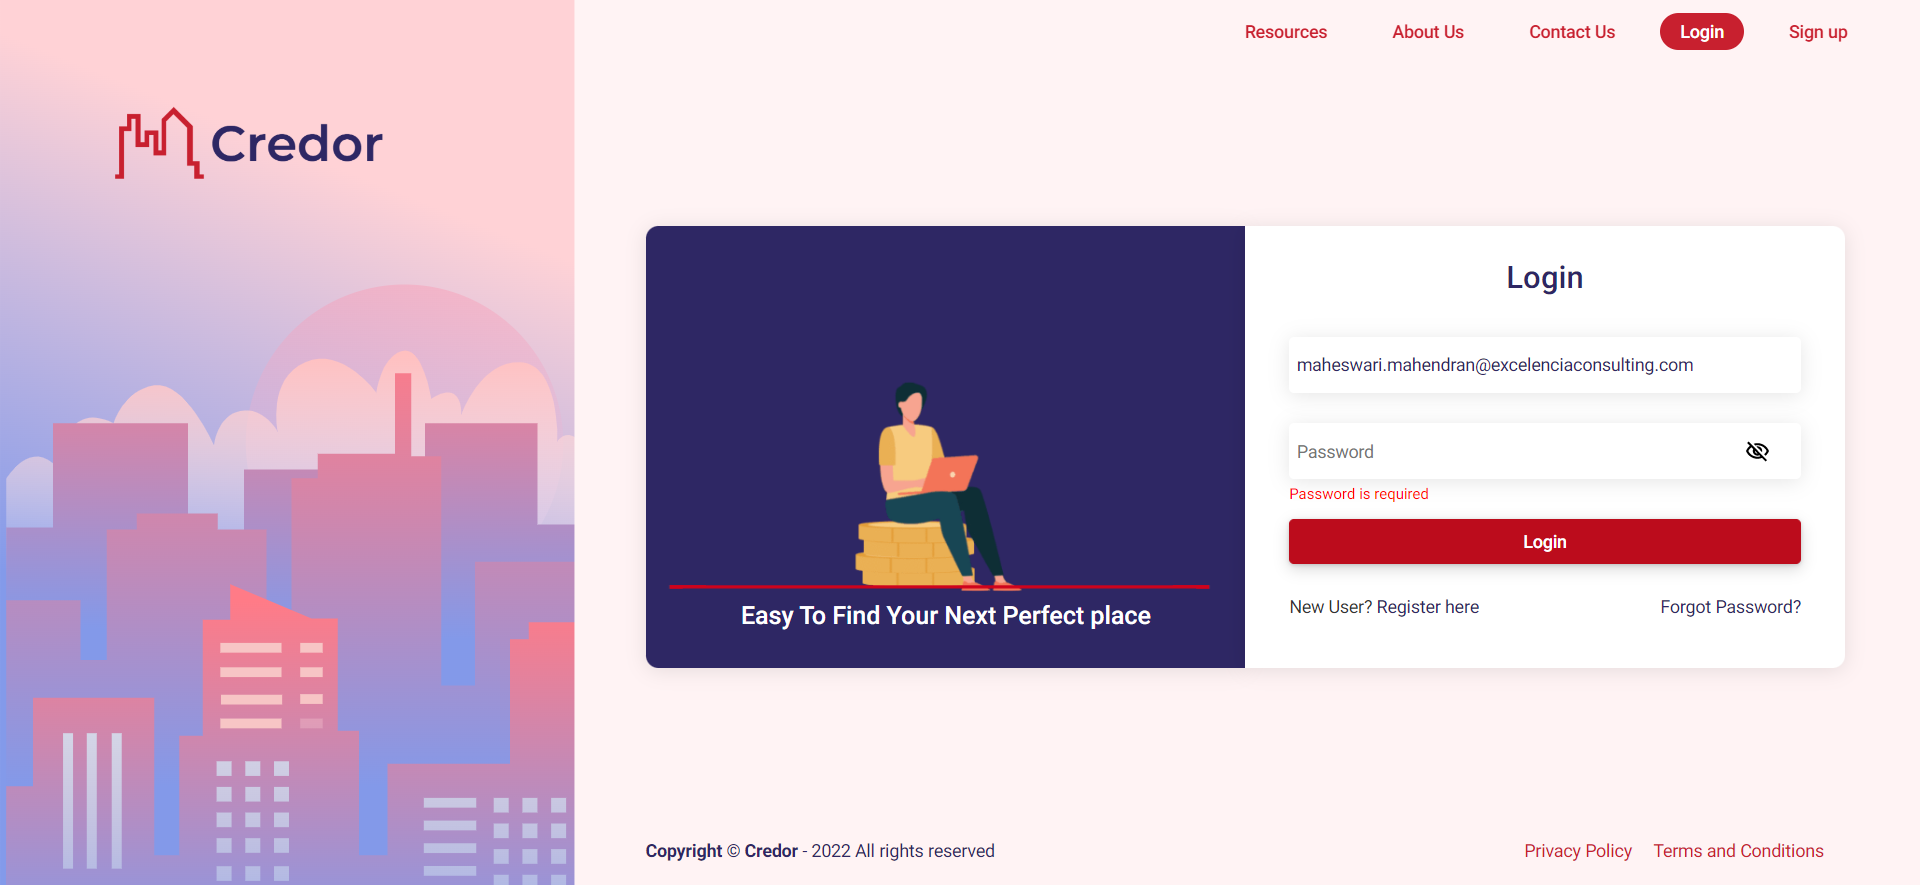 Resources
About Us
Contact Us
Login
Sign up
Credor
Login
maheswari.mahendran@excelenciaconsulting.com
Password
Password is required
Login
New User? Register here
Forgot Password?
Easy To Find Your Next Perfect place
Copyright © Credor - 2022 All rights reserved
Privacy Policy
Terms and Conditions